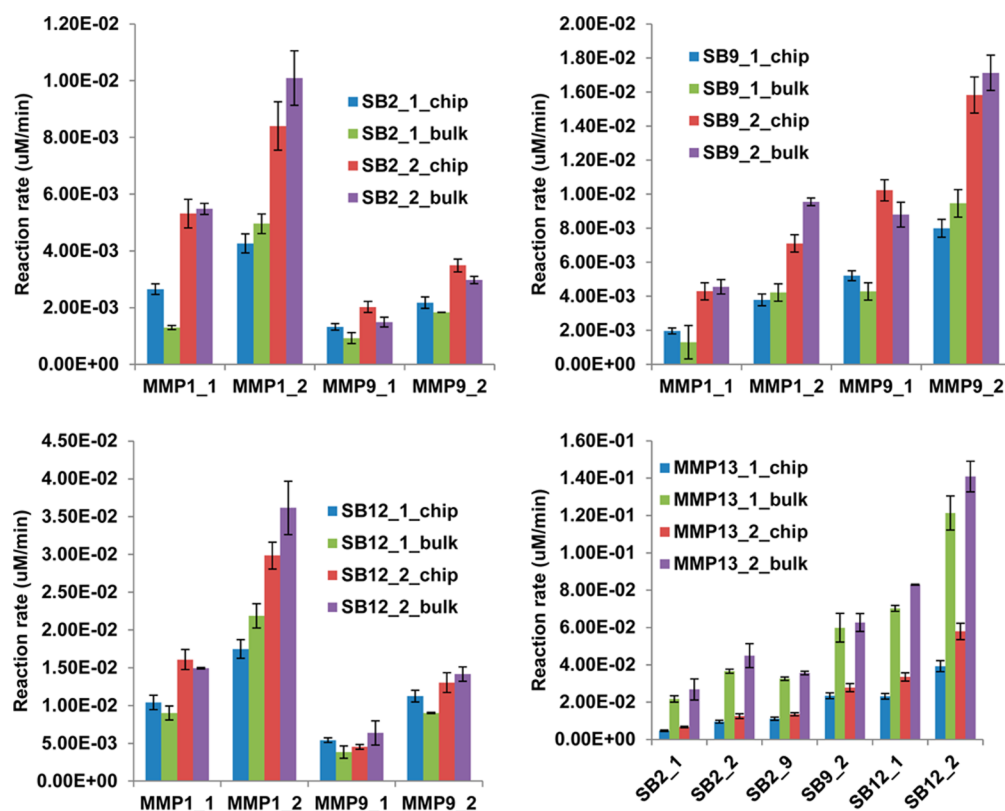 Reaction rate (uM/min)
1.20E-02
1.00E-02
8.00E-03
6.00E-03
4.00E-03
2.00E-03
0.00E+00
SB2_1_chip
SB2_1_bulk
SB2_2_chip
SB2_2_bulk
MMP1_1 MMP1_2 MMP9_1 MMP9_2
Reaction rate (uM/min)
2.00E-02
1.80E-02
1.60E-02
1.40E-02
1.20E-02
1.00E-02
8.00E-03
6.00E-03
4.00E-03
2.00E-03
0.00E+00
SB9_1_chip
SB9_1_bulk
SB9_2_chip
SB9_2_bulk
MMP1_1 MMP1_2 MMP9_1 MMP9_2
Reaction rate (uM/min)
4.50E-02
4.00E-02
3.50E-02
3.00E-02
2.50E-02
2.00E-02
1.50E-02
1.00E-02
5.00E-03
0.00E+00
SB12_1_chip
SB12_1_bulk
SB12_2_chip
SB12_2_bulk
MMP1_1 MMP1_2 MMP9_1 MMP9_2
Reaction rate (uM/min)
1.60E-01
1.40E-01
1.20E-01
1.00E-01
8.00E-02
6.00E-02
4.00E-02
2.00E-02
0.00E+00
MMP13_1_chip
MMP13_1_bulk
MMP13_2_chip
MMP13_2_bulk
SB2_1 SB2_2 SB2_9 SB9_2 SB12_1 SB12_2